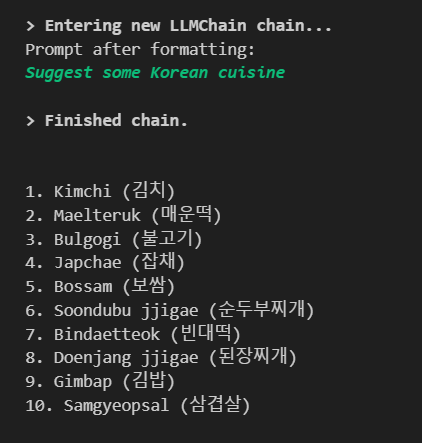 > Entering new LLMChain chain...
Prompt after formatting:
Suggest some Korean cuisine
> Finished chain.
1. Kimchi (김치)
2. Maelteruk (매운떡)
3. Bulgogi (불고기)
4. Japchae (잡채)
5. Bossam (보쌈)
6. Soondubu jjigae (순두부찌개)
7. Bindaetteok (빈대떡)
8. Doenjang jjigae (된장찌개)
9. Gimbap (김밥)
10. Samgyeopsal (삼겹살)